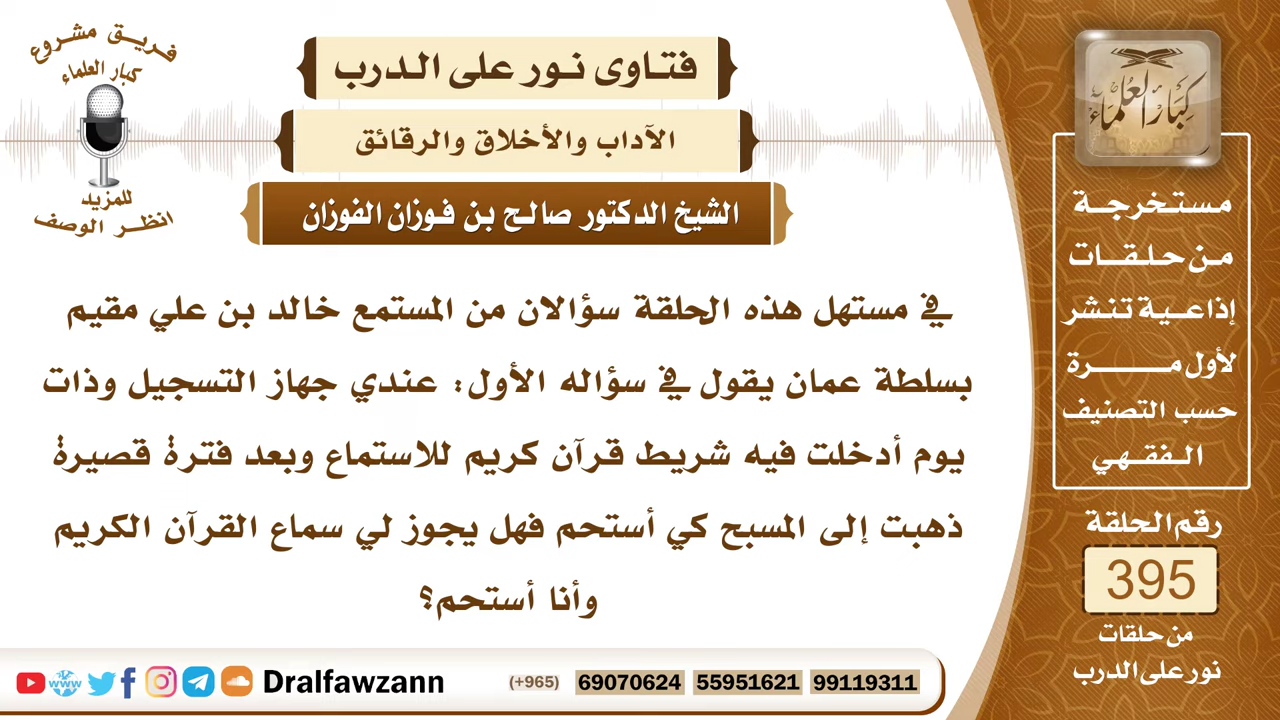 فريق مشروع
كبار العلماء
للمزيد
انظر الوصف
فتاوى نور على الدرب
الآداب والأخلاق والرقائق
الشيخ الدكتور صالح بن فوزان الفوزان
في مستهل هذه الحلقة سؤالان من المستمع خالد بن علي مقيم
بسلطة عمان يقول في سؤاله الأول: عندي جهاز التسجيل وذات
يوم أدخلت فيه شريط قرآن كريم للاستماع وبعد فترة قصيرة
ذهبت إلى المسبح كي أستحم فهل يجوز لي سماع القرآن الكريم
وأنا أستحم؟
كبار العلماء
مستخرجة
من حلقات
إذاعية تنشر
لأول مرة
حسب التصنيف
الفقهي
رقم الحلقة
395
من حلقات
نور على الدرب
www
Dralfawzann
(+965) 69070624 55951621 99119311